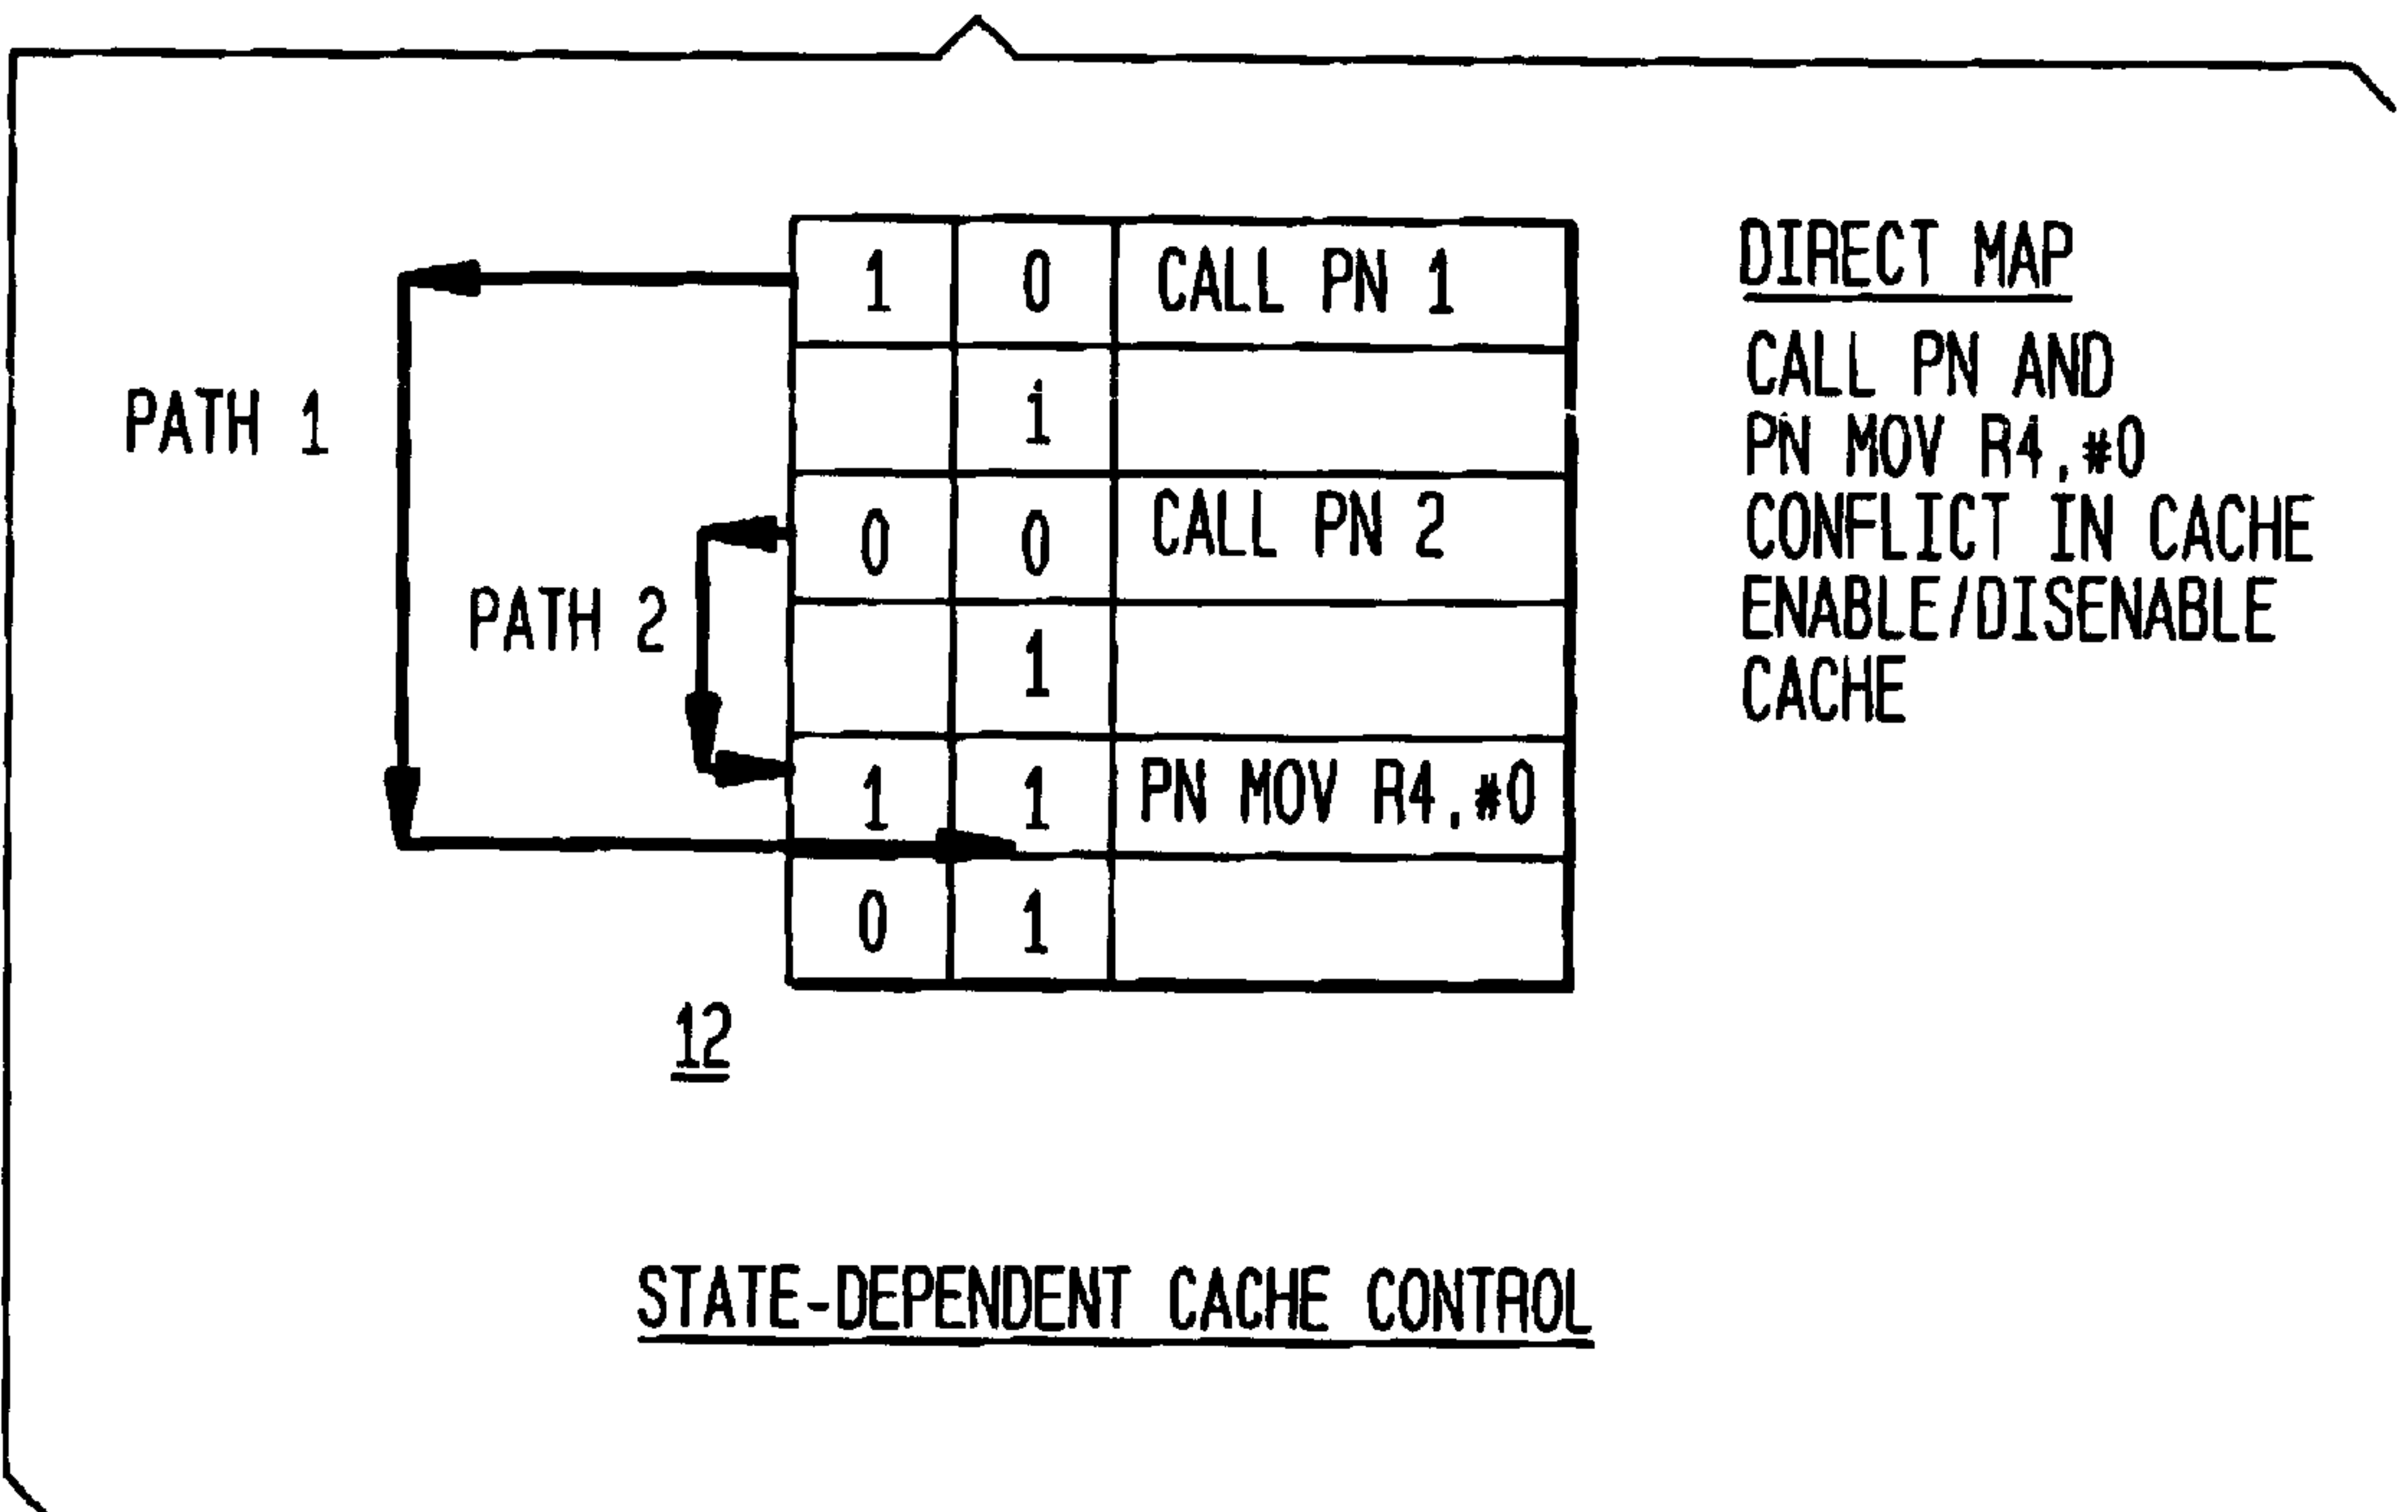 1 0 CALL PN 1
1
0 0 CALL PN 2
1
1 1 PN MOV R4,#0
0 1
PATH 1
PATH 2
12
DIRECT MAP
CALL PN AND
PN MOV R4,#0
CONFLICT IN CACHE
ENABLE/DISENABLE
CACHE
STATE-DEPENDENT CACHE CONTROL